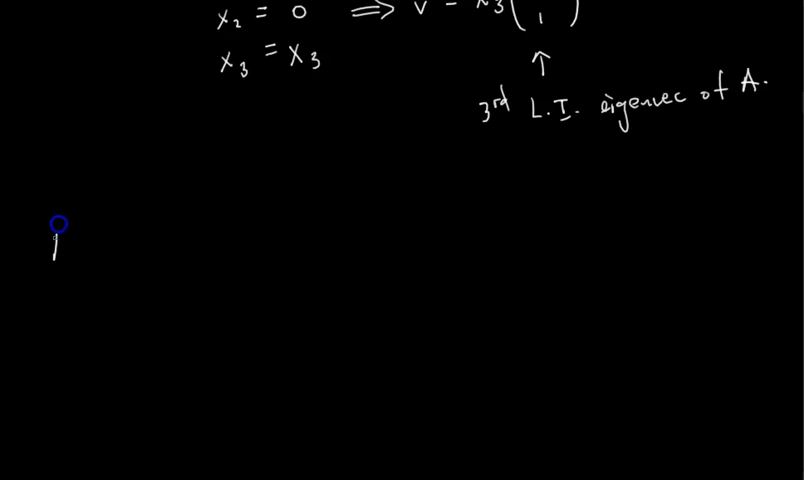 x₂ = 0 ⟹ v = x₃ ( 1 )
x₃ = x₃
↑
3rd L.I. eigenvec of A.